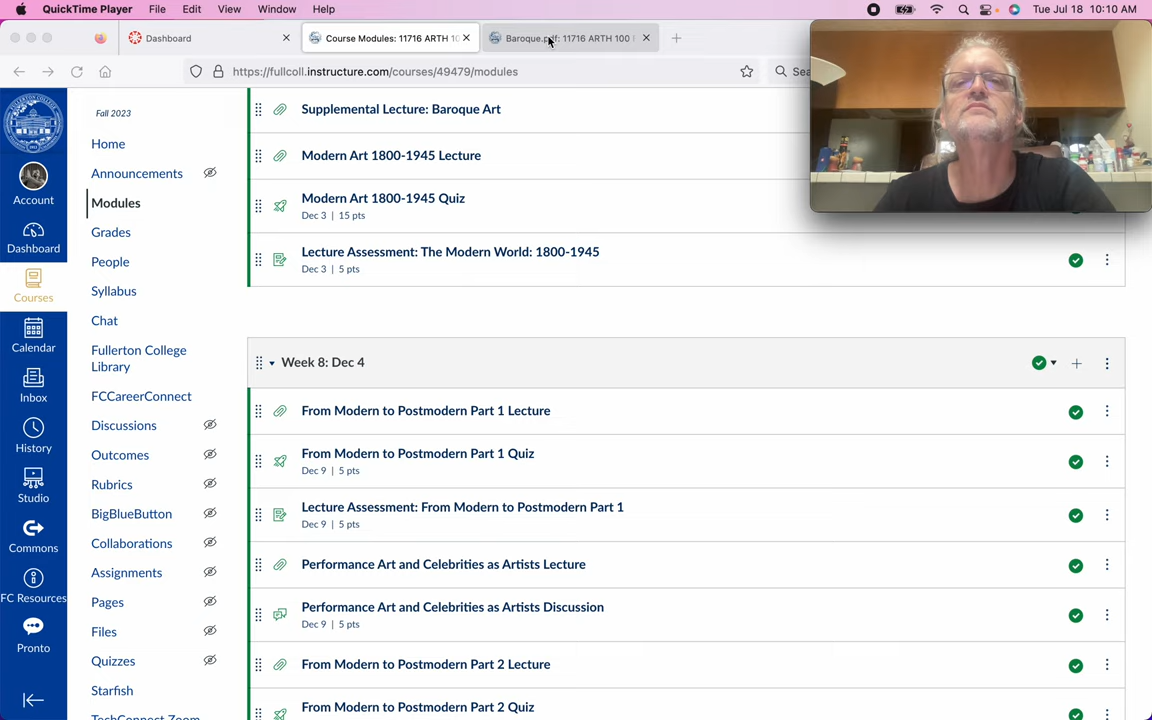 QuickTime Player File Edit View Window Help Tue Jul 18 10:10 AM
Dashboard
Course Modules: 11716 ARTH 10
Baroque.pdf: 11716 ARTH 100
https://fullcoll.instructure.com/courses/49479/modules
Sea
Fall 2023
Home
Announcements
Modules
Grades
People
Syllabus
Chat
Fullerton College
Library
FCCareerConnect
Discussions
Outcomes
Rubrics
BigBlueButton
Collaborations
Assignments
Pages
Files
Quizzes
Starfish
TechConnect Zoom
Account
Dashboard
Courses
Calendar
Inbox
History
Studio
Commons
FC Resources
Pronto
Supplemental Lecture: Baroque Art
Modern Art 1800-1945 Lecture
Modern Art 1800-1945 Quiz
Dec 3 | 15 pts
Lecture Assessment: The Modern World: 1800-1945
Dec 3 | 5 pts
Week 8: Dec 4
From Modern to Postmodern Part 1 Lecture
From Modern to Postmodern Part 1 Quiz
Dec 9 | 5 pts
Lecture Assessment: From Modern to Postmodern Part 1
Dec 9 | 5 pts
Performance Art and Celebrities as Artists Lecture
Performance Art and Celebrities as Artists Discussion
Dec 9 | 5 pts
From Modern to Postmodern Part 2 Lecture
From Modern to Postmodern Part 2 Quiz